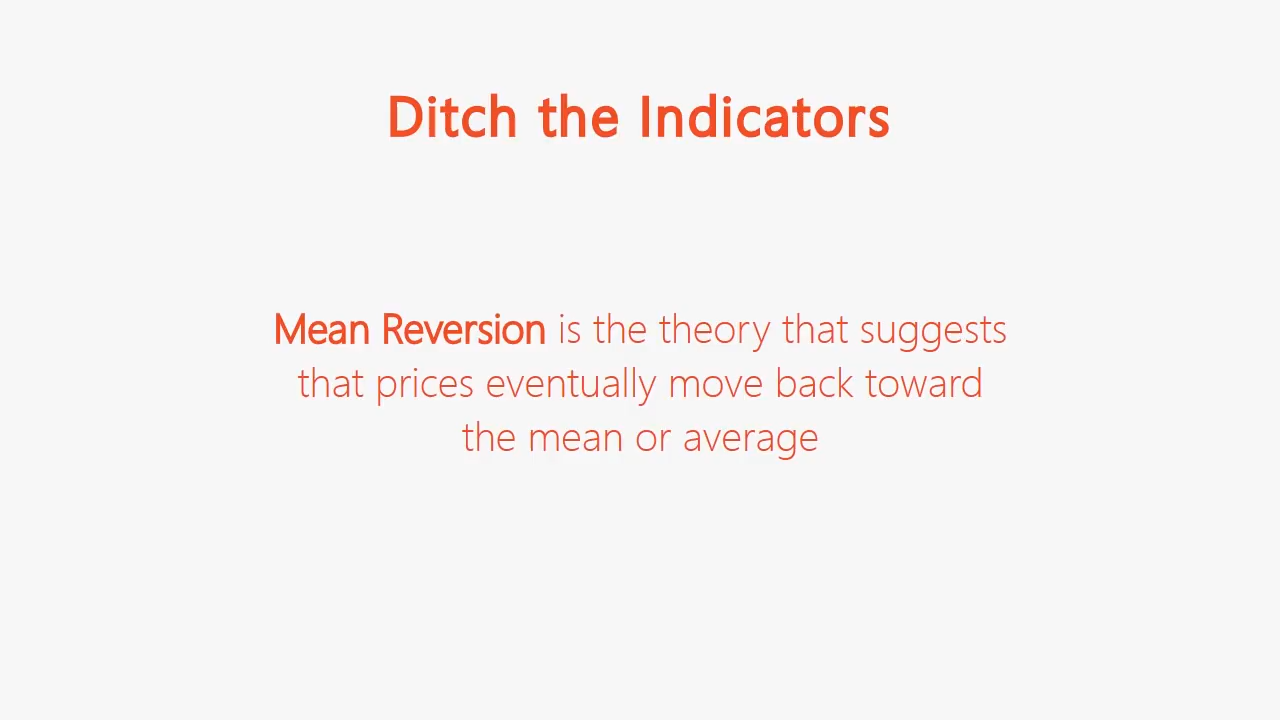 Ditch the Indicators
Mean Reversion is the theory that suggests
that prices eventually move back toward
the mean or average